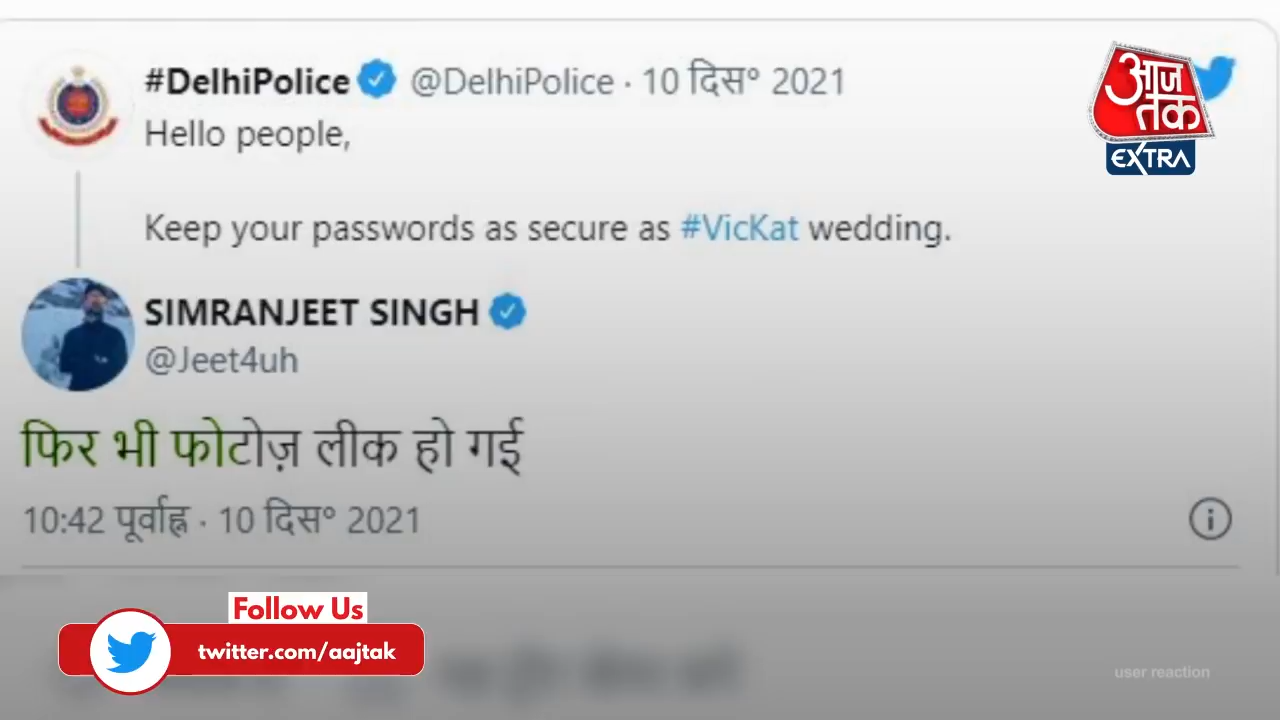 #DelhiPolice @DelhiPolice · 10 दिस॰ 2021
Hello people,
Keep your passwords as secure as #VicKat wedding.
SIMRANJEET SINGH
@Jeet4uh
फिर भी फोटोज़ लीक हो गई
10:42 पूर्वाह्न · 10 दिस॰ 2021
आज
तक
EXTRA
Follow Us
twitter.com/aajtak
user reaction